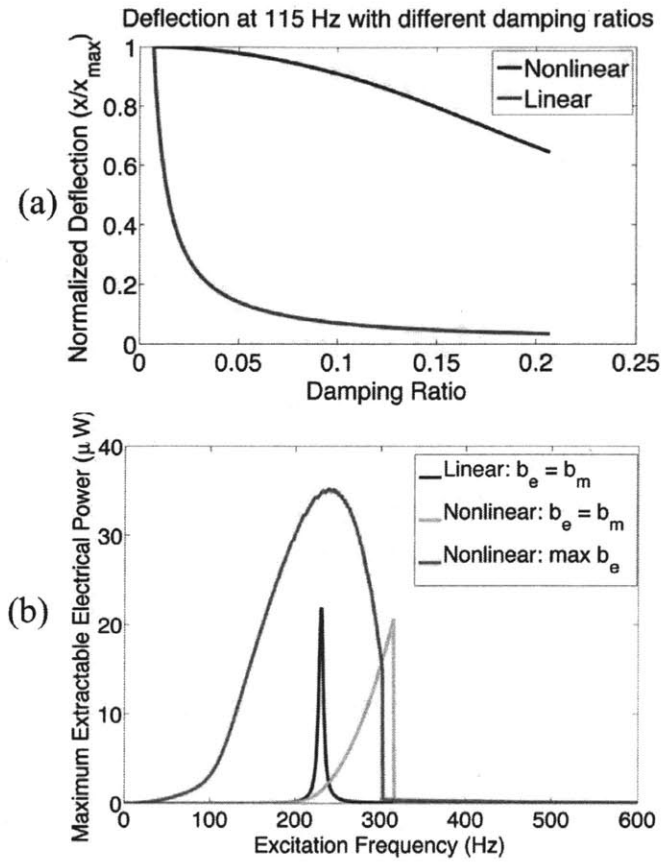 Deflection at 115 Hz with different damping ratios
1
0.8
0.6
0.4
0.2
0
Normalized Deflection (x/x_max)
Nonlinear
Linear
(a)
0 0.05 0.1 0.15 0.2 0.25
Damping Ratio
40
30
20
10
0
Maximum Extractable Electrical Power (μ W)
Linear: b_e = b_m
Nonlinear: b_e = b_m
Nonlinear: max b_e
(b)
0 100 200 300 400 500 600
Excitation Frequency (Hz)